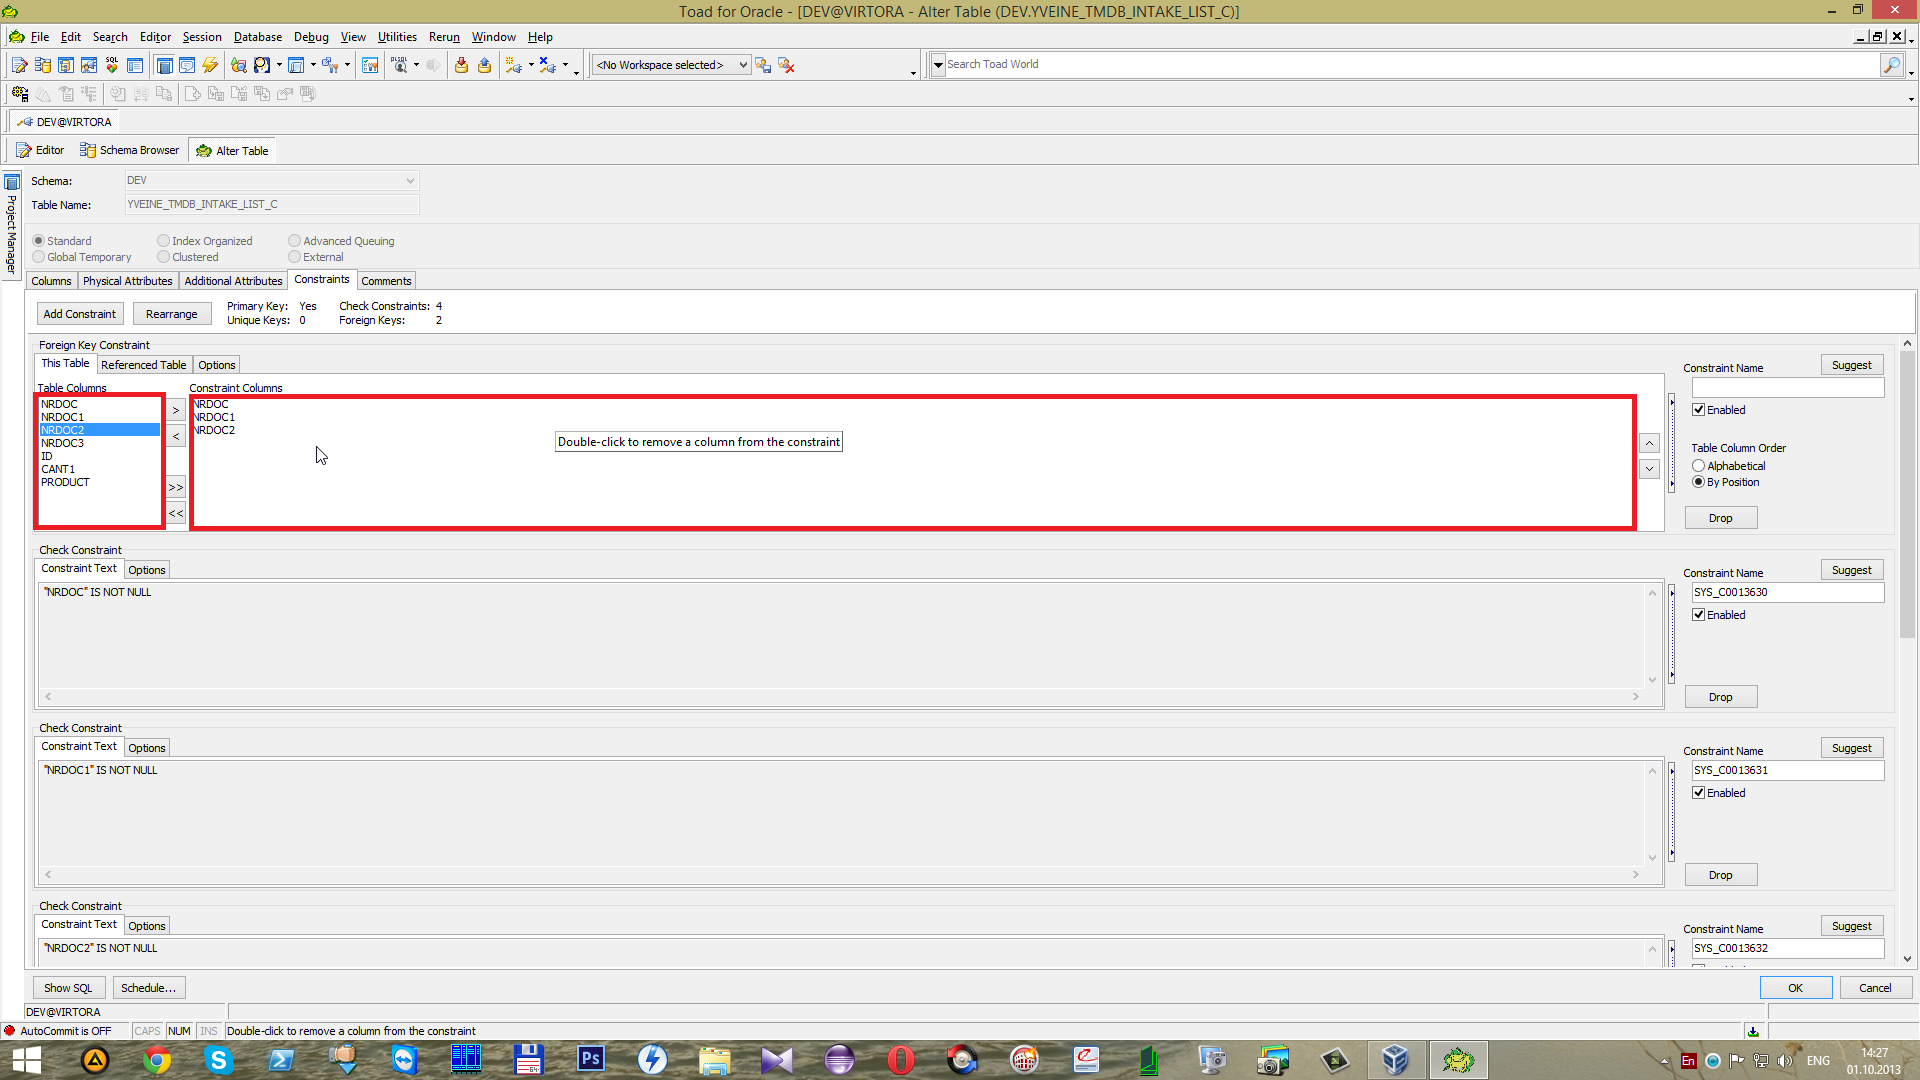 Toad for Oracle - [DEV@VIRTORA - Alter Table (DEV.YVEINE_TMDB_INTAKE_LIST_C)]
File Edit Search Editor Session Database Debug View Utilities Rerun Window Help
<No Workspace selected> Search Toad World
DEV@VIRTORA
Editor Schema Browser Alter Table
Project Manager
Schema: DEV
Table Name: YVEINE_TMDB_INTAKE_LIST_C
Standard Index Organized Advanced Queuing
Global Temporary Clustered External
Columns Physical Attributes Additional Attributes Constraints Comments
Add Constraint Rearrange
Primary Key: Yes Check Constraints: 4
Unique Keys: 0 Foreign Keys: 2
Foreign Key Constraint
This Table Referenced Table Options
Table Columns Constraint Columns
NRDOC
NRDOC1
NRDOC2
NRDOC3
ID
CANT1
PRODUCT
>
<
>>
<<
NRDOC
NRDOC1
NRDOC2
Double-click to remove a column from the constraint
Constraint Name Suggest
Enabled
Table Column Order
Alphabetical
By Position
Drop
Check Constraint
Constraint Text Options
"NRDOC" IS NOT NULL
Constraint Name Suggest
SYS_C0013630
Enabled
Drop
Check Constraint
Constraint Text Options
"NRDOC1" IS NOT NULL
Constraint Name Suggest
SYS_C0013631
Enabled
Drop
Check Constraint
Constraint Text Options
"NRDOC2" IS NOT NULL
Constraint Name Suggest
SYS_C0013632
Show SQL Schedule... OK Cancel
DEV@VIRTORA
AutoCommit is OFF CAPS NUM INS Double-click to remove a column from the constraint
Ps
En ENG 14:27
01.10.2013